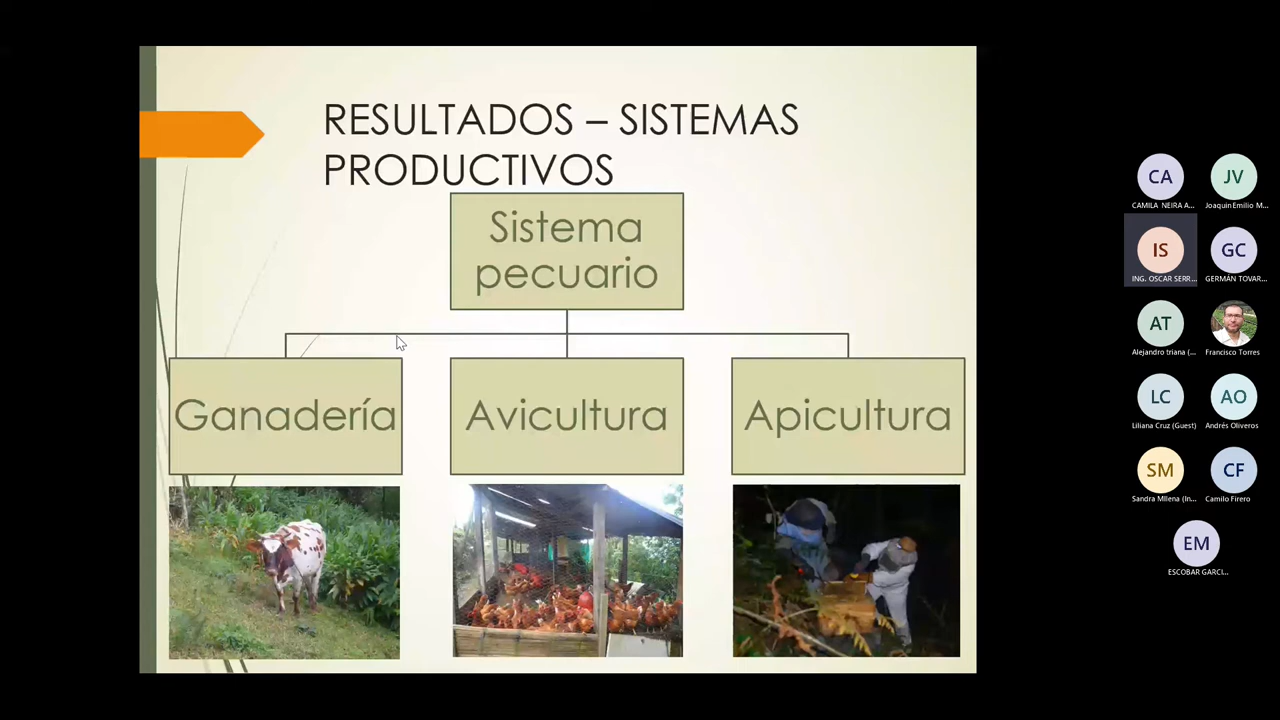 RESULTADOS – SISTEMAS
PRODUCTIVOS
Sistema
pecuario
Ganadería
Avicultura
Apicultura
CA
CAMILA NEIRA A...
JV
Joaquin Emilio M...
IS
ING. OSCAR SERR...
GC
GERMÁN TOVAR...
AT
Alejandro triana (...
Francisco Torres
LC
Liliana Cruz (Guest)
AO
Andrés Oliveros
SM
Sandra MIlena (In...
CF
Camilo Firero
EM
ESCOBAR GARCI...